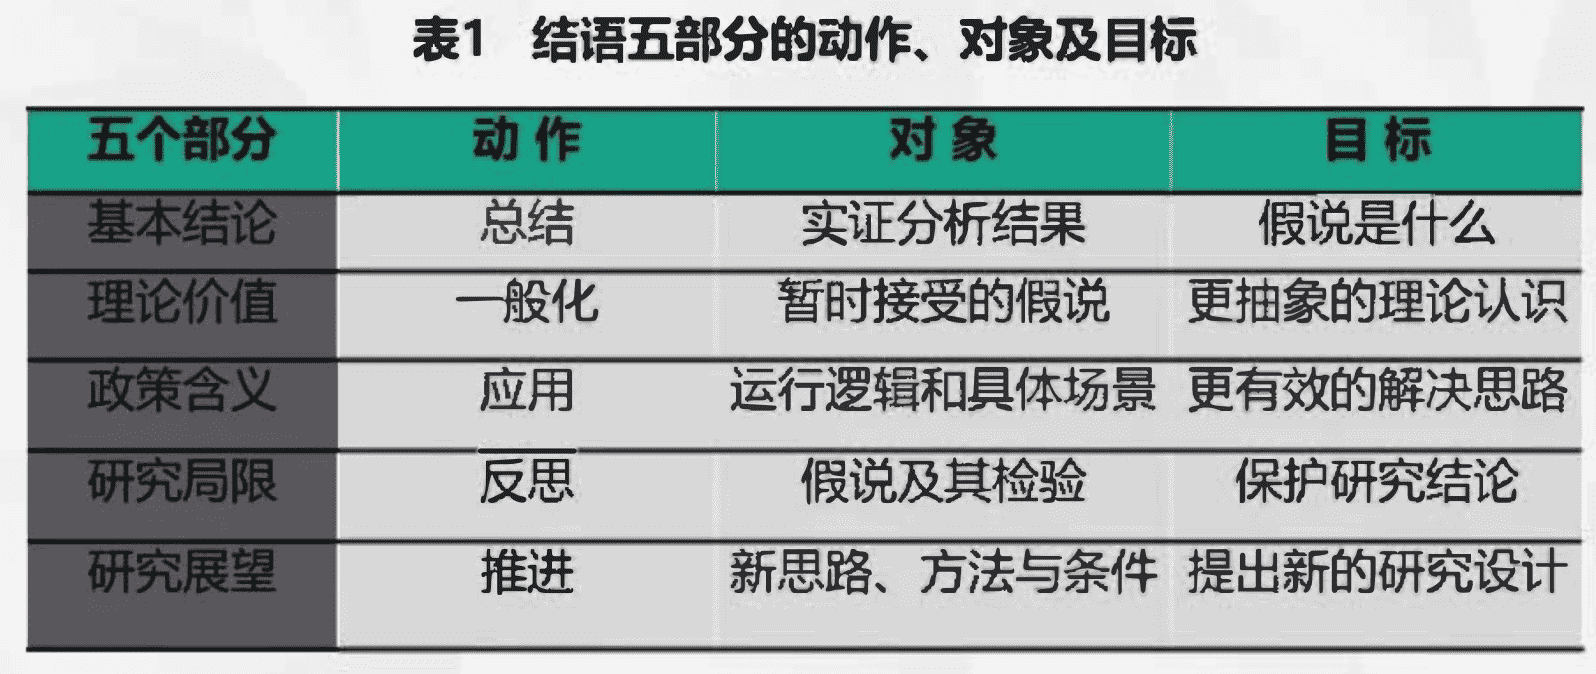 表1 结语五部分的动作、对象及目标
五个部分 动作 对象 目标
基本结论 总结 实证分析结果 假说是什么
理论价值 一般化 暂时接受的假说 更抽象的理论认识
政策含义 应用 运行逻辑和具体场景 更有效的解决思路
研究局限 反思 假说及其检验 保护研究结论
研究展望 推进 新思路、方法与条件 提出新的研究设计